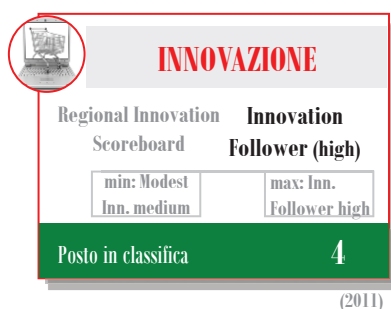 INNOVAZIONE
Regional Innovation Scoreboard
Innovation Follower (high)
min: Modest Inn. medium
max: Inn. Follower high
Posto in classifica 4
(2011)